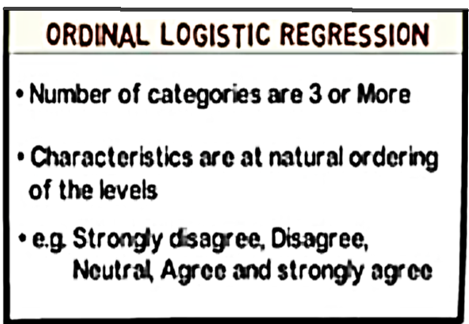 ORDINAL LOGISTIC REGRESSION
• Number of categories are 3 or More
• Characteristics are at natural ordering
of the levels
• e.g. Strongly disagree, Disagree,
Neutral, Agree and strongly agree